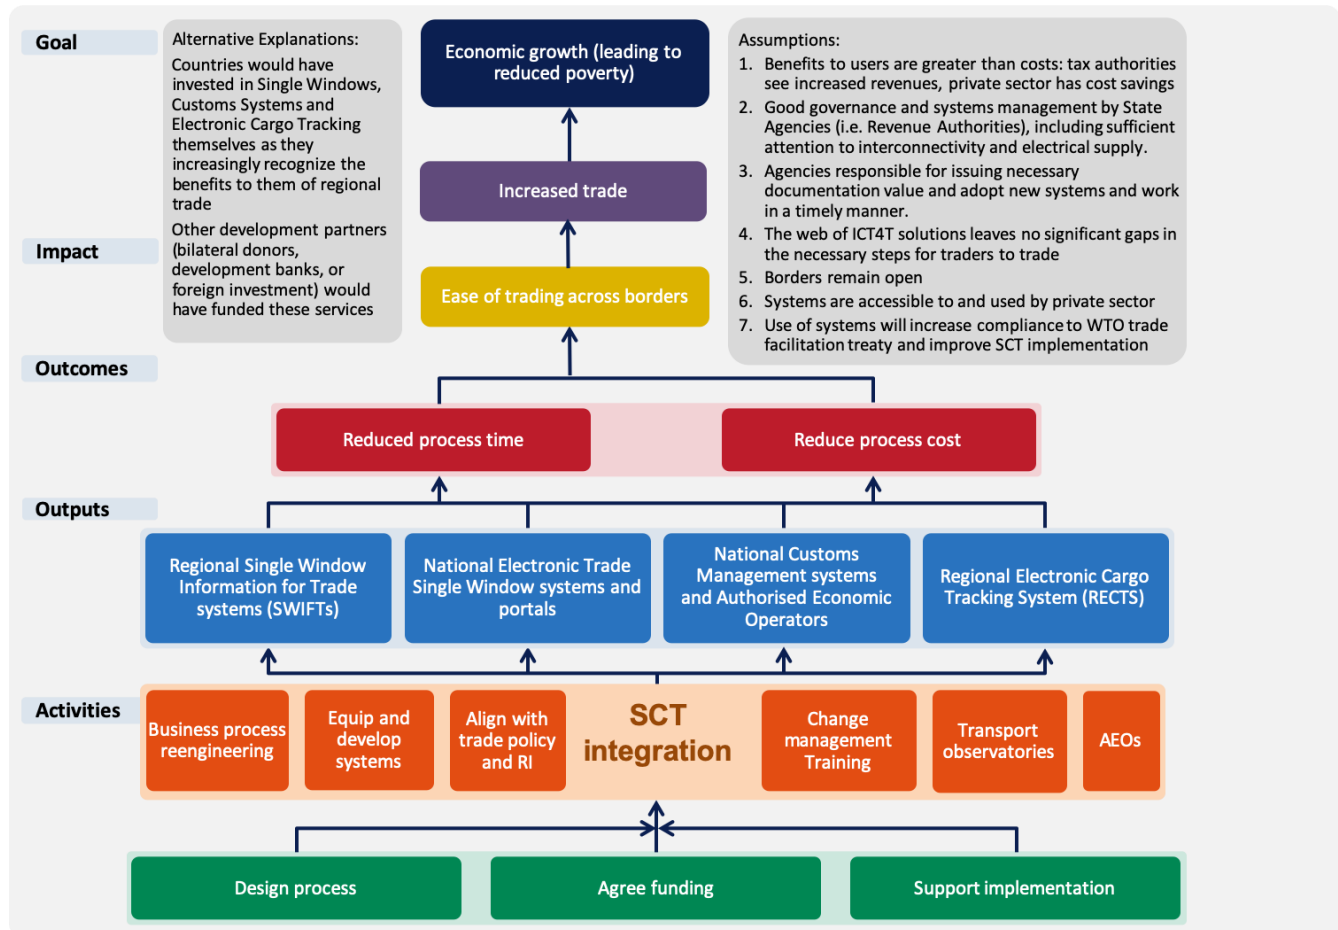 Goal
Alternative Explanations:
Countries would have
invested in Single Windows,
Customs Systems and
Electronic Cargo Tracking
themselves as they
increasingly recognize the
benefits to them of regional
trade
Other development partners
(bilateral donors,
development banks, or
foreign investment) would
have funded these services
Economic growth (leading to
reduced poverty)
Assumptions:
1. Benefits to users are greater than costs: tax authorities
see increased revenues, private sector has cost savings
2. Good governance and systems management by State
Agencies (i.e. Revenue Authorities), including sufficient
attention to interconnectivity and electrical supply.
3. Agencies responsible for issuing necessary
documentation value and adopt new systems and work
in a timely manner.
4. The web of ICT4T solutions leaves no significant gaps in
the necessary steps for traders to trade
5. Borders remain open
6. Systems are accessible to and used by private sector
7. Use of systems will increase compliance to WTO trade
facilitation treaty and improve SCT implementation
Increased trade
Impact
Ease of trading across borders
Outcomes
Reduced process time
Reduce process cost
Outputs
Regional Single Window
Information for Trade
systems (SWIFTs)
National Electronic Trade
Single Window systems and
portals
National Customs
Management systems
and Authorised Economic
Operators
Regional Electronic Cargo
Tracking System (RECTS)
Activities
Business process
reengineering
Equip and
develop
systems
Align with
trade policy
and RI
SCT
integration
Change
management
Training
Transport
observatories
AEOs
Design process
Agree funding
Support implementation